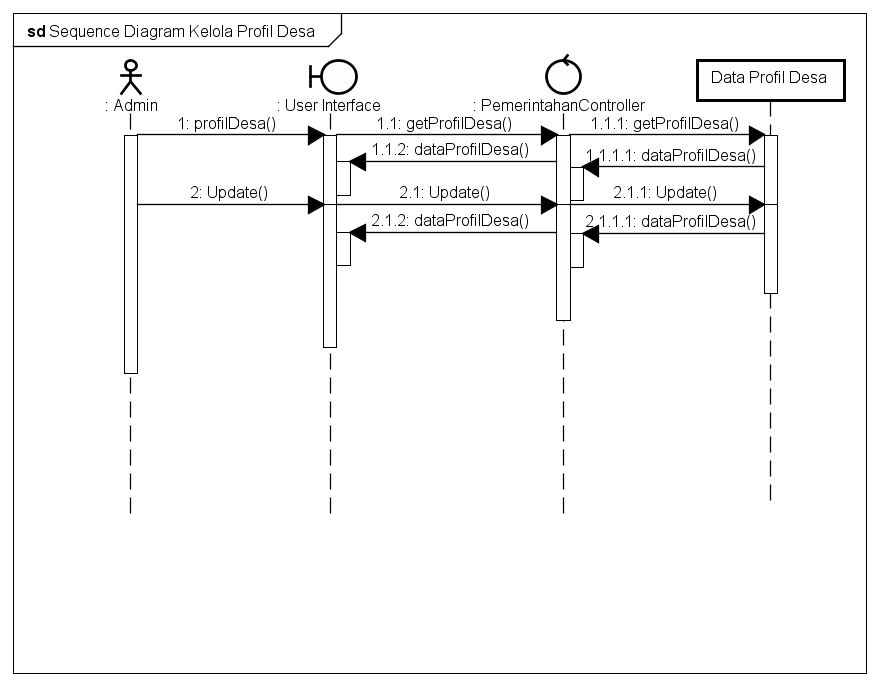 sd Sequence Diagram Kelola Profil Desa
Data Profil Desa
: Admin
: User Interface
: PemerintahanController
1: profilDesa()
1.1: getProfilDesa()
1.1.1: getProfilDesa()
1.1.2: dataProfilDesa()
1.1.1.1: dataProfilDesa()
2: Update()
2.1: Update()
2.1.1: Update()
2.1.2: dataProfilDesa()
2.1.1.1: dataProfilDesa()